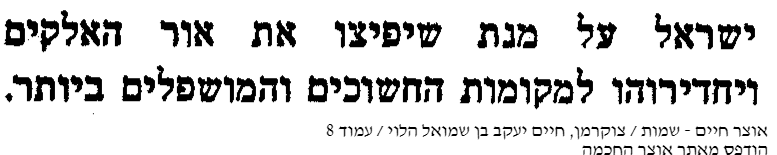 ישראל על מנת שיפיצו את אור האלקים
ויחדירוהו למקומות החשוכים והמושפלים ביותר.
אוצר חיים - שמות / צוקרמן, חיים יעקב בן שמואל הלוי / עמוד 8
הודפס מאתר אוצר החכמה